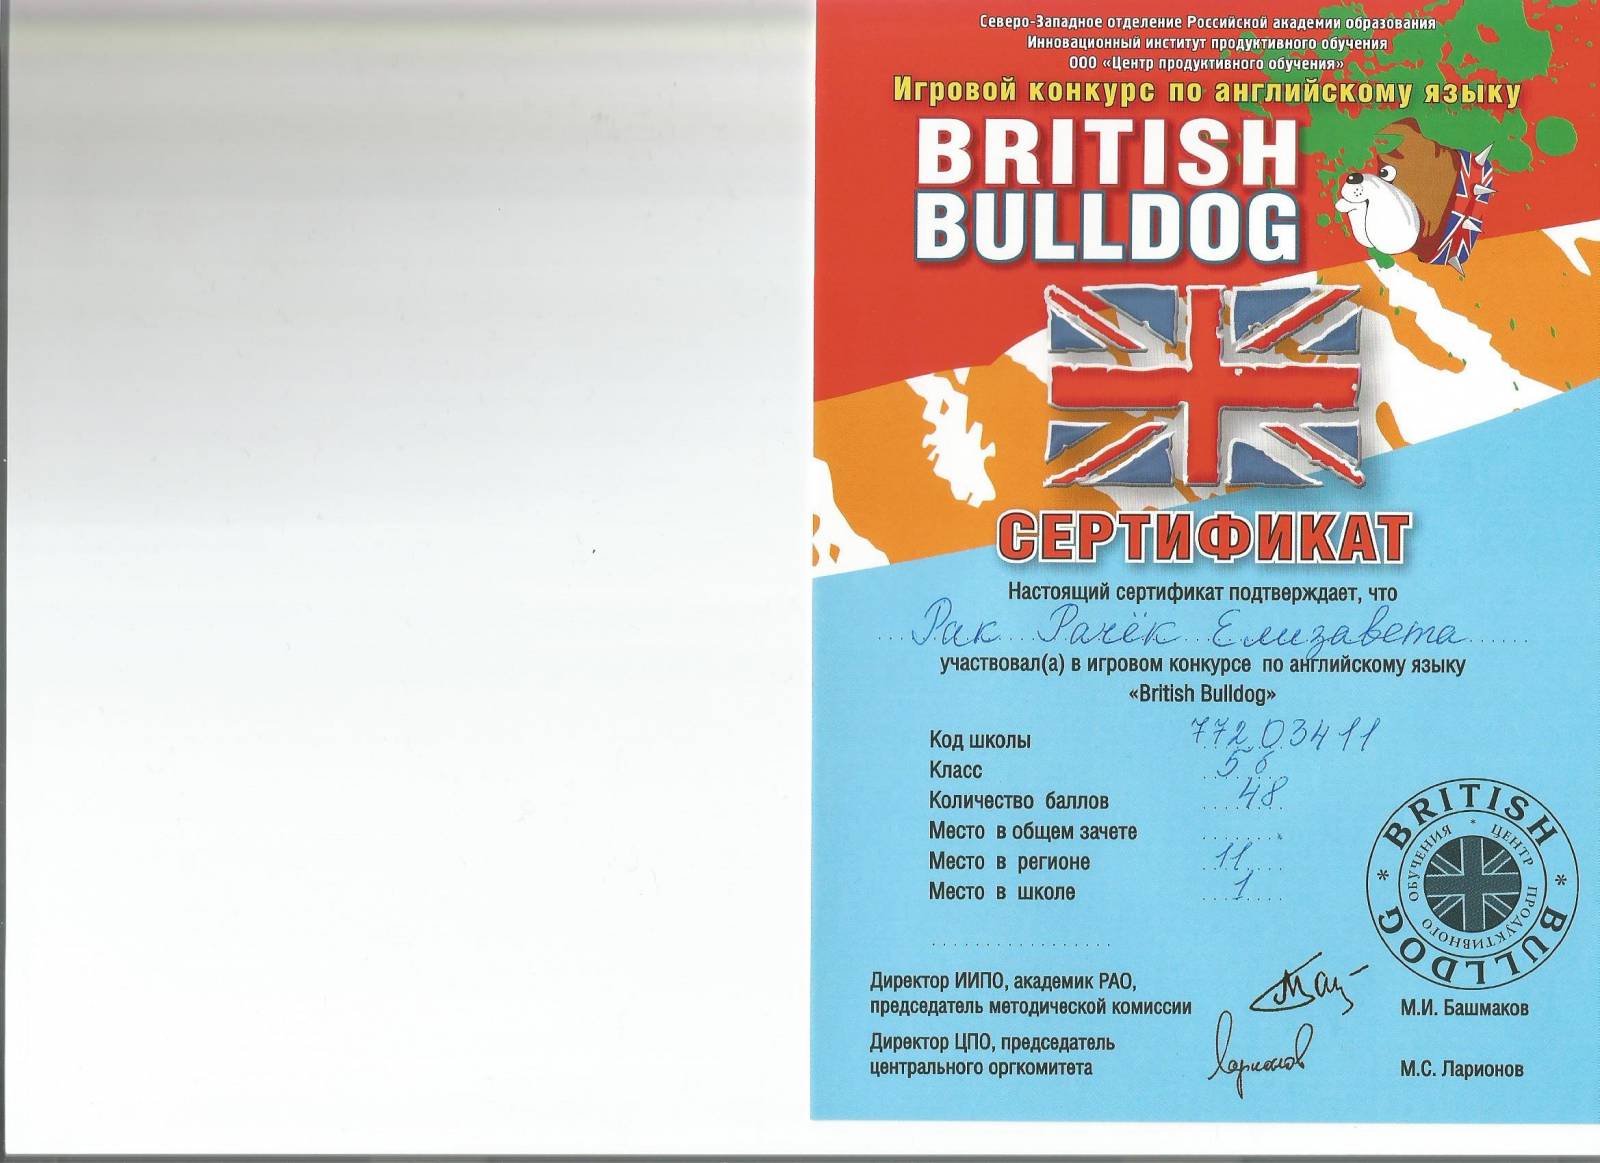 Северо-Западное отделение Российской академии образования
Инновационный институт продуктивного обучения
ООО «Центр продуктивного обучения»
Игровой конкурс по английскому языку
BRITISH
BULLDOG
СЕРТИФИКАТ
Настоящий сертификат подтверждает, что
Рак Рачёк Елизавета
участвовал(а) в игровом конкурсе по английскому языку
«British Bulldog»
Код школы 77203411
Класс 5б
Количество баллов 48
Место в общем зачете
Место в регионе 11
Место в школе 1
BRITISH * BULLDOG *
ЦЕНТР ПРОДУКТИВНОГО ОБУЧЕНИЯ *
Директор ИИПО, академик РАО,
председатель методической комиссии М.И. Башмаков
Директор ЦПО, председатель
центрального оргкомитета Ларионов М.С. Ларионов